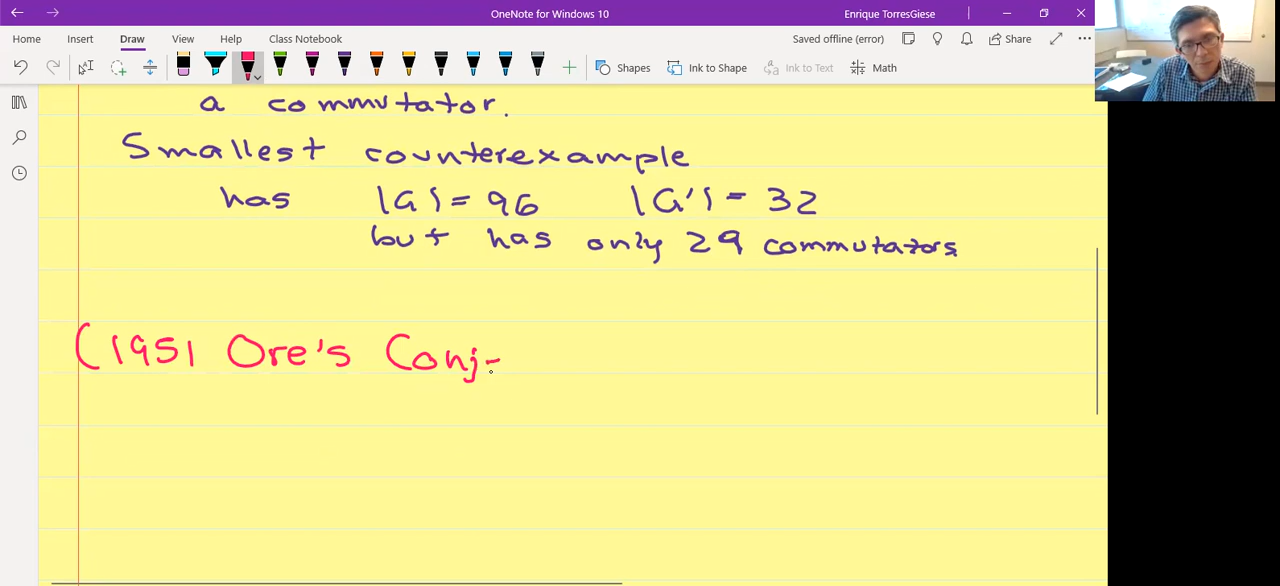 OneNote for Windows 10
Enrique TorresGiese
Home Insert Draw View Help Class Notebook
Saved offline (error) Share
Shapes Ink to Shape Ink to Text Math
a commutator.
Smallest counterexample
has |G| = 96 |G'| = 32
but has only 29 commutators
(1951 Ore's Conj-